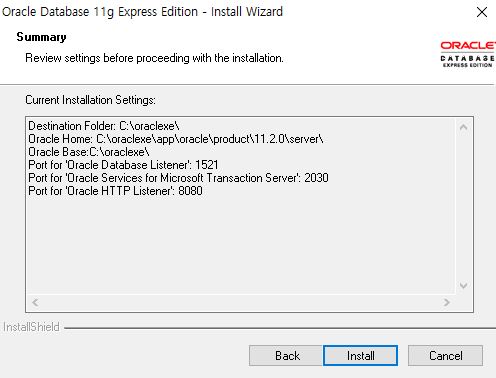 Oracle Database 11g Express Edition - Install Wizard
Summary
Review settings before proceeding with the installation.
ORACLE
DATABASE
EXPRESS EDITION
Current Installation Settings:
Destination Folder: C:\oraclexe\
Oracle Home: C:\oraclexe\app\oracle\product\11.2.0\server\
Oracle Base:C:\oraclexe\
Port for 'Oracle Database Listener': 1521
Port for 'Oracle Services for Microsoft Transaction Server': 2030
Port for 'Oracle HTTP Listener': 8080
InstallShield
Back
Install
Cancel